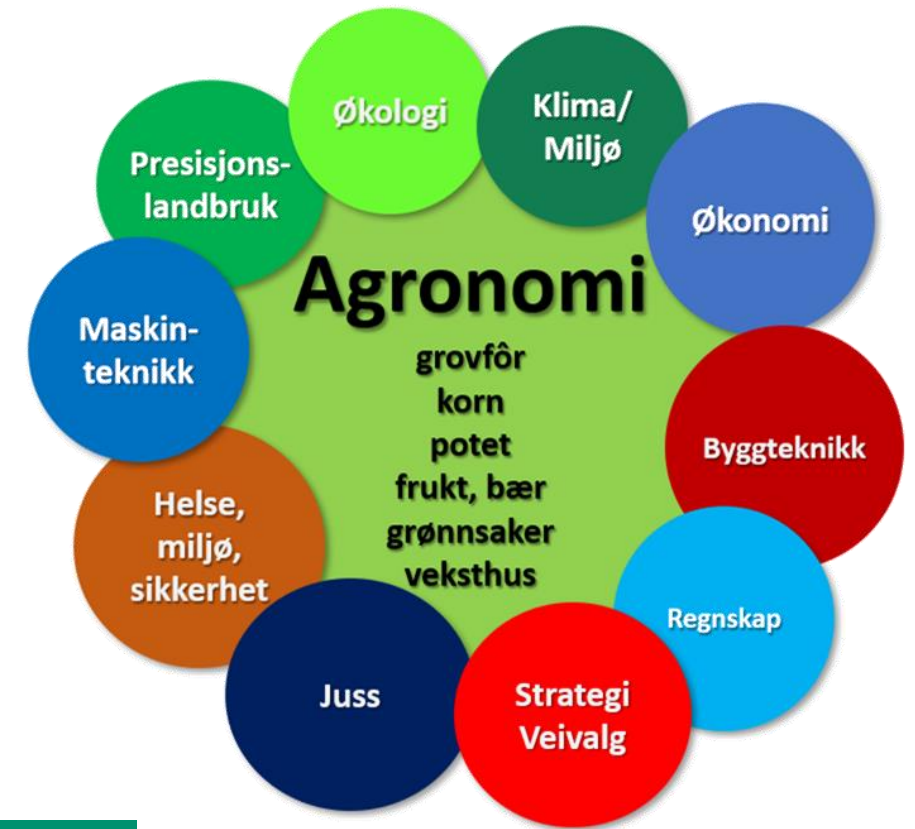 Økologi
Klima/
Miljø
Presisjons-
landbruk
Økonomi
Agronomi
grovfôr
korn
potet
frukt, bær
grønnsaker
veksthus
Maskin-
teknikk
Byggteknikk
Helse,
miljø,
sikkerhet
Regnskap
Juss
Strategi
Veivalg